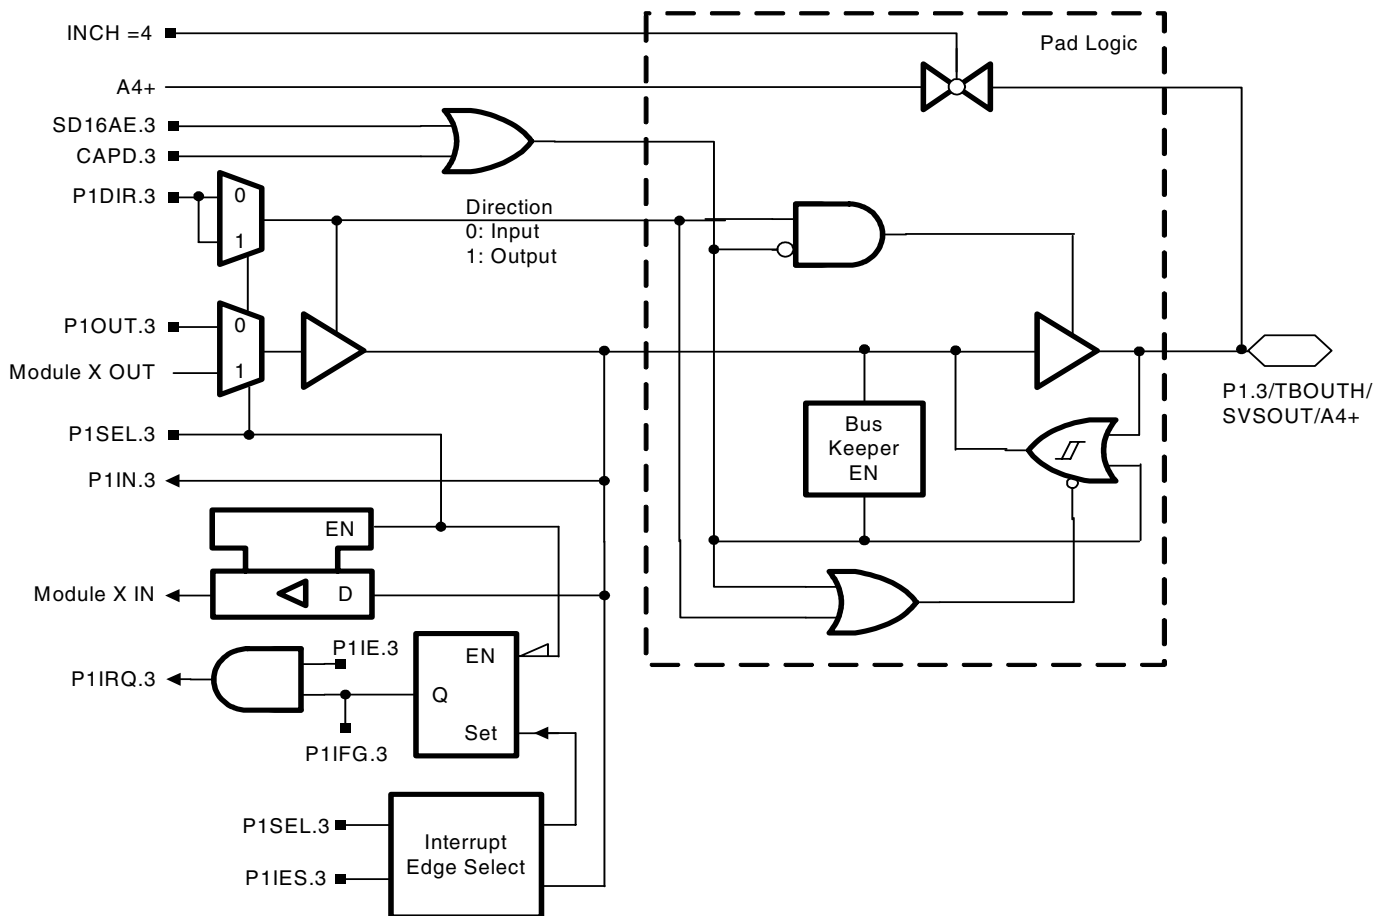 INCH =4
Pad Logic
A4+
SD16AE.3
CAPD.3
P1DIR.3
0
1
Direction
0: Input
1: Output
P1OUT.3
0
Module X OUT
1
P1SEL.3
P1.3/TBOUTH/
SVSOUT/A4+
Bus
Keeper
EN
P1IN.3
EN
Module X IN
D
P1IE.3
EN
P1IRQ.3
Q
Set
P1IFG.3
P1SEL.3
Interrupt
Edge Select
P1IES.3